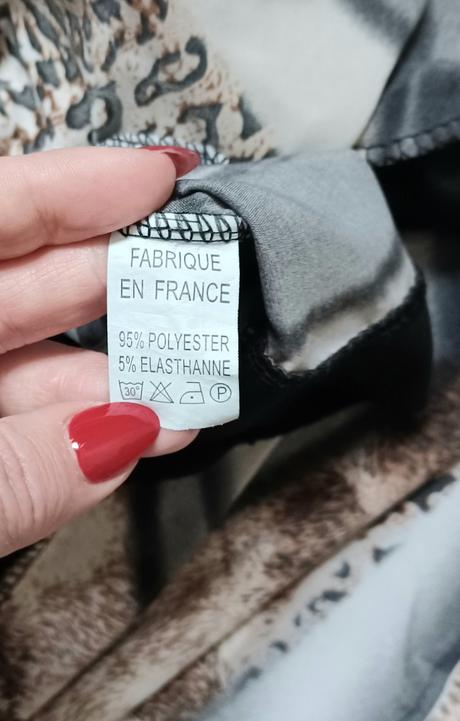 FABRIQUE
EN FRANCE
95% POLYESTER
5% ELASTHANNE
30° P